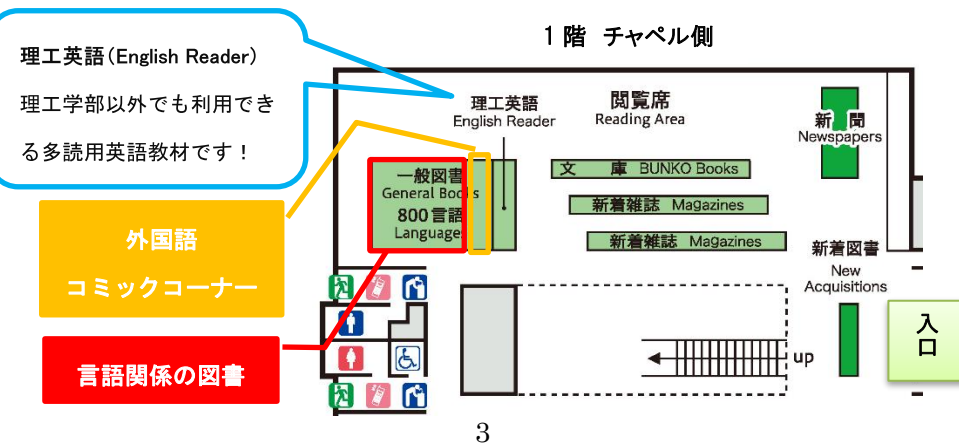 1階 チャペル側
理工英語(English Reader)
理工学部以外でも利用でき
る多読用英語教材です！
理工英語
English Reader
閲覧席
Reading Area
新聞
Newspapers
一般図書
General Books
800言語
Language
文庫 BUNKO Books
新着雑誌 Magazines
新着雑誌 Magazines
外国語
コミックコーナー
新着図書
New
Acquisitions
入口
up
言語関係の図書
3